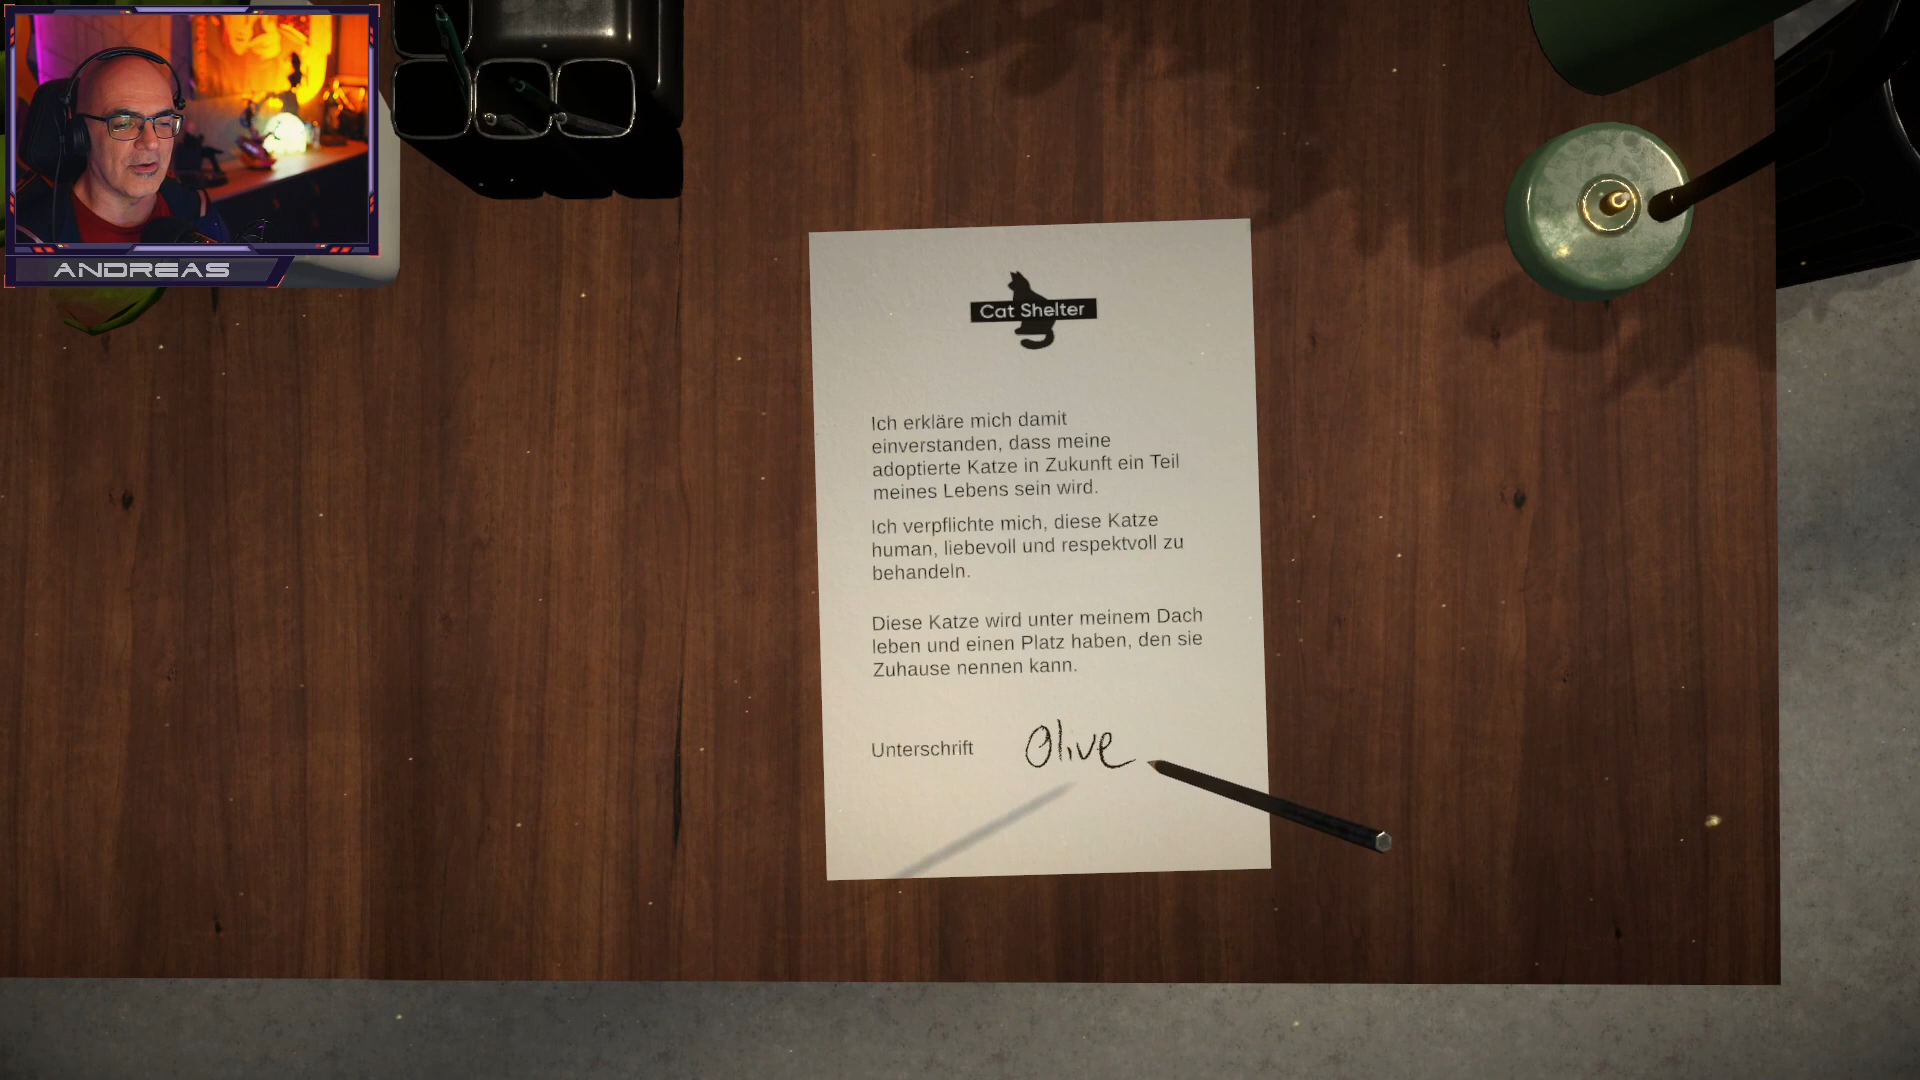 ANDREAS
Cat Shelter
Ich erkläre mich damit
einverstanden, dass meine
adoptierte Katze in Zukunft ein Teil
meines Lebens sein wird.
Ich verpflichte mich, diese Katze
human, liebevoll und respektvoll zu
behandeln.
Diese Katze wird unter meinem Dach
leben und einen Platz haben, den sie
Zuhause nennen kann.
Unterschrift Olive